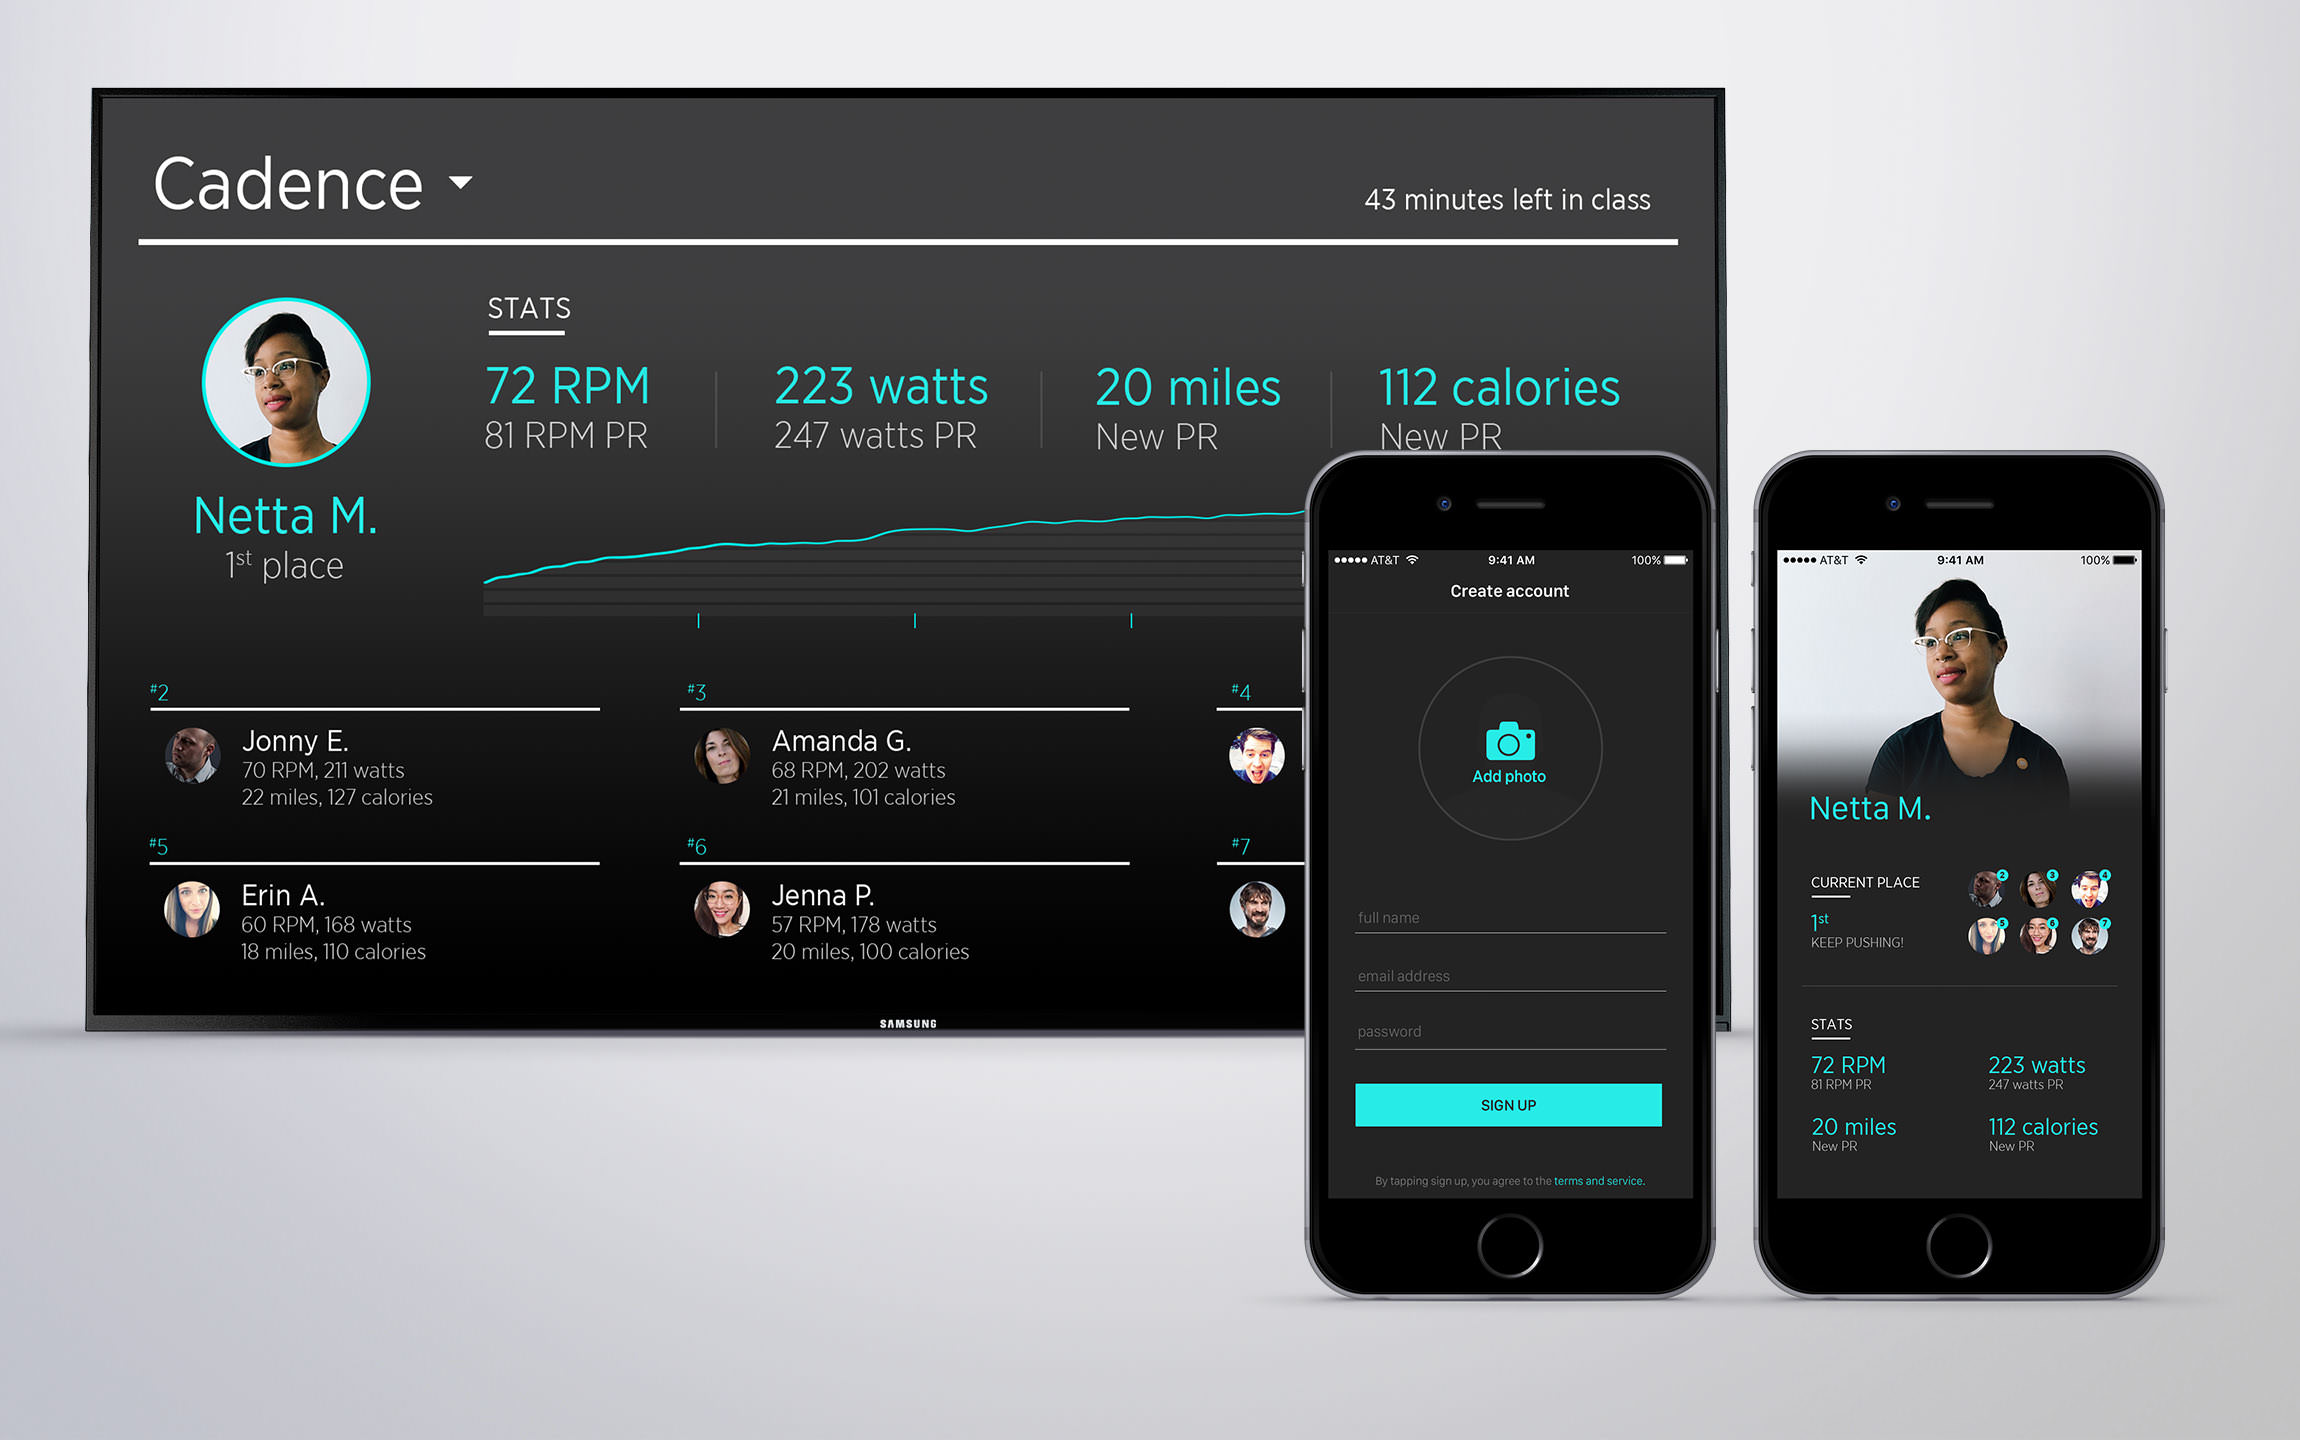 Cadence
43 minutes left in class
STATS
72 RPM
81 RPM PR
223 watts
247 watts PR
20 miles
New PR
112 calories
New PR
Netta M.
1st place
#2
Jonny E.
70 RPM, 211 watts
22 miles, 127 calories
#3
Amanda G.
68 RPM, 202 watts
21 miles, 101 calories
#4
#5
Erin A.
60 RPM, 168 watts
18 miles, 110 calories
#6
Jenna P.
57 RPM, 178 watts
20 miles, 100 calories
#7
SAMSUNG
AT&T
9:41 AM
100%
Create account
Add photo
full name
email address
password
SIGN UP
By tapping sign up, you agree to the terms and service.
AT&T
9:41 AM
100%
Netta M.
CURRENT PLACE
1st
KEEP PUSHING!
2
3
4
5
6
7
STATS
72 RPM
81 RPM PR
223 watts
247 watts PR
20 miles
New PR
112 calories
New PR